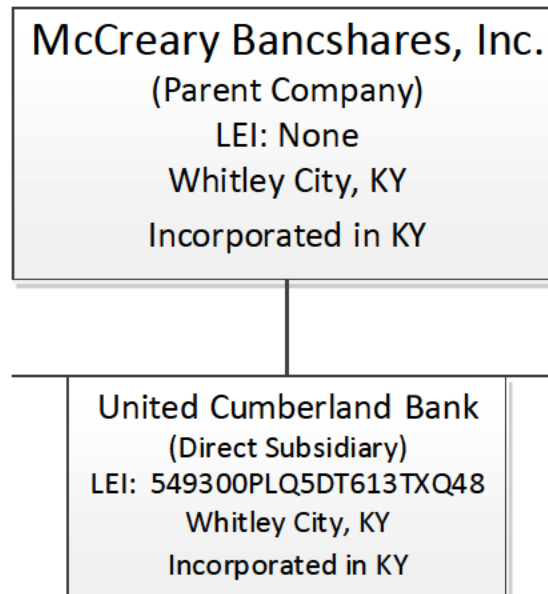 McCreary Bancshares, Inc.
(Parent Company)
LEI: None
Whitley City, KY
Incorporated in KY
United Cumberland Bank
(Direct Subsidiary)
LEI: 549300PLQ5DT613TXQ48
Whitley City, KY
Incorporated in KY